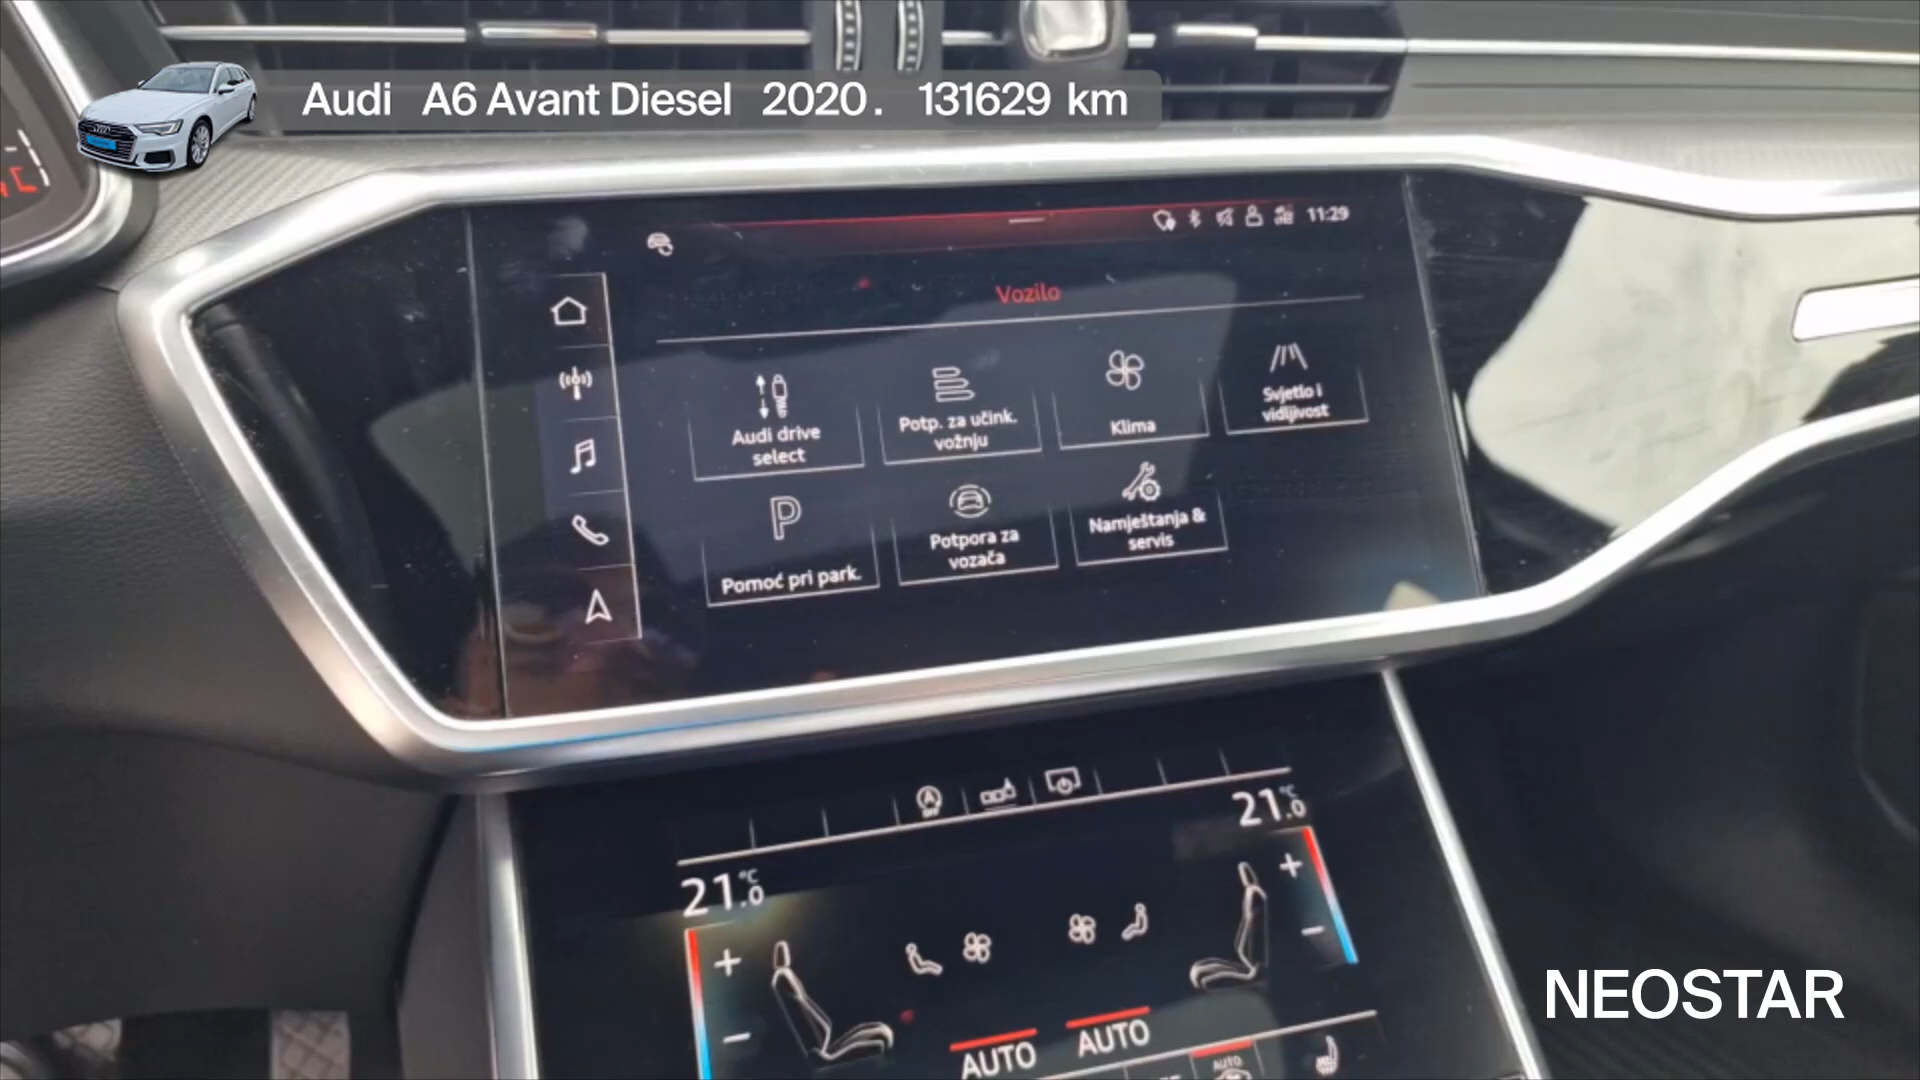 Audi A6 Avant Diesel 2020. 131629 km
11:29
Vozilo
Audi drive
select
Potp. za učink.
vožnju
Klima
Svjetlo i
vidljivost
Pomoć pri park.
Potpora za
vozača
Namještanja &
servis
21.0 °C
21.0 °C
AUTO
AUTO
AUTO
NEOSTAR